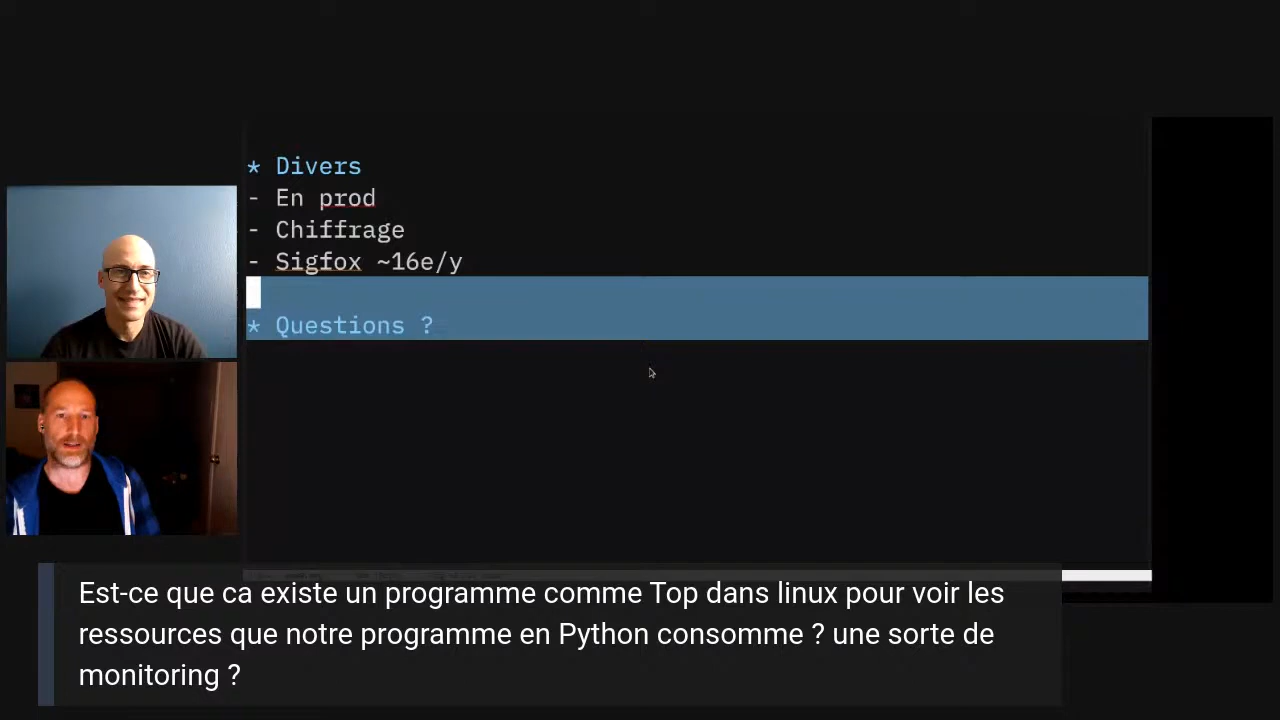 * Divers
- En prod
- Chiffrage
- Sigfox ~16e/y
* Questions ?
Est-ce que ca existe un programme comme Top dans linux pour voir les
ressources que notre programme en Python consomme ? une sorte de
monitoring ?